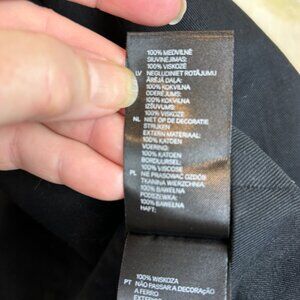 100% MEDVILNĖ
SIUVINĖJIMAS:
100% VISKOZĖ
LV NEGLUDINIET ROTĀJUMU
ĀRĒJĀ DAĻA:
100% KOKVILNA
ODERĒJUMS:
100% KOKVILNA
100% VISKOZE
NL NIET OP DE DECORATIE
STRIJKEN
EXTERN MATERIAAL:
100% KATOEN
VOERING:
100% KATOEN
BORDUURSEL:
100% VISCOSE
PL NIE PRASOWAĆ OZDÓB
TKANINA WIERZCHNIA:
100% BAWEŁNA
PODSZEWKA:
100% BAWEŁNA
HAFT:
100% WISKOZA
PT NÃO PASSAR A DECORAÇÃO
A FERRO